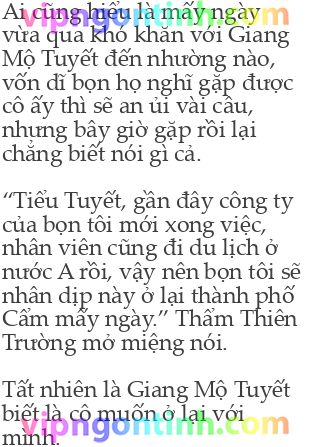 Ai cũng hiểu là mấy ngày
vipngontinh.com
vừa qua khó khăn với Giang
Mộ Tuyết đến nhường nào,
vốn dĩ bọn họ nghĩ gặp được
cô ấy thì sẽ an ủi vài câu,
nhưng bây giờ gặp rồi lại
chẳng biết nói gì cả.
“Tiểu Tuyết, gần đây công ty
của bọn tôi mới xong việc,
nhân viên cũng đi du lịch ở
nước A rồi, vậy nên bọn tôi sẽ
nhân dịp này ở lại thành phố
Cẩm mấy ngày.” Thẩm Thiên
Trường mở miệng nói.
Tất nhiên là Giang Mộ Tuyết
biết là cô muốn ở lại với
vipngontinh.com
mình.